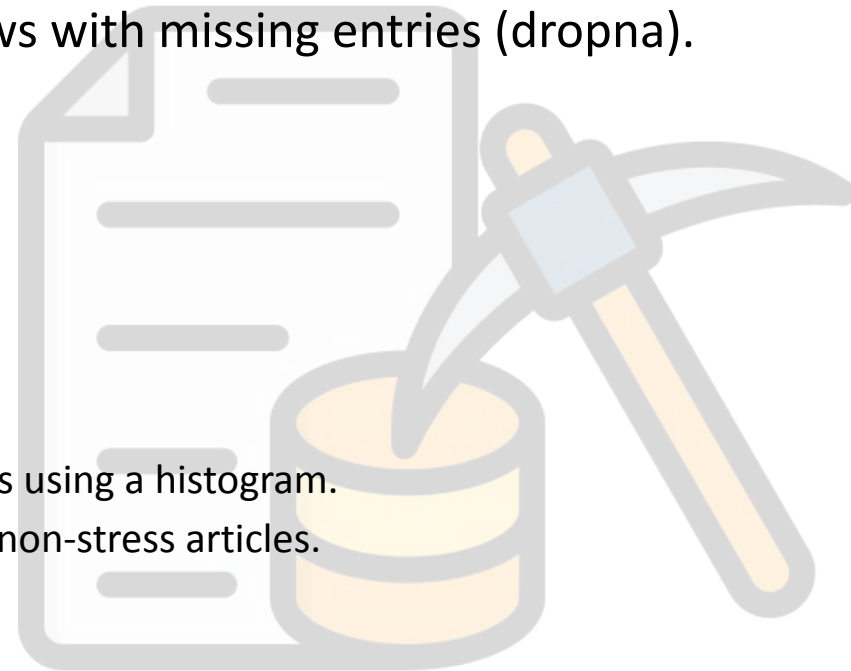 ws with missing entries (dropna).
s using a histogram.
non-stress articles.